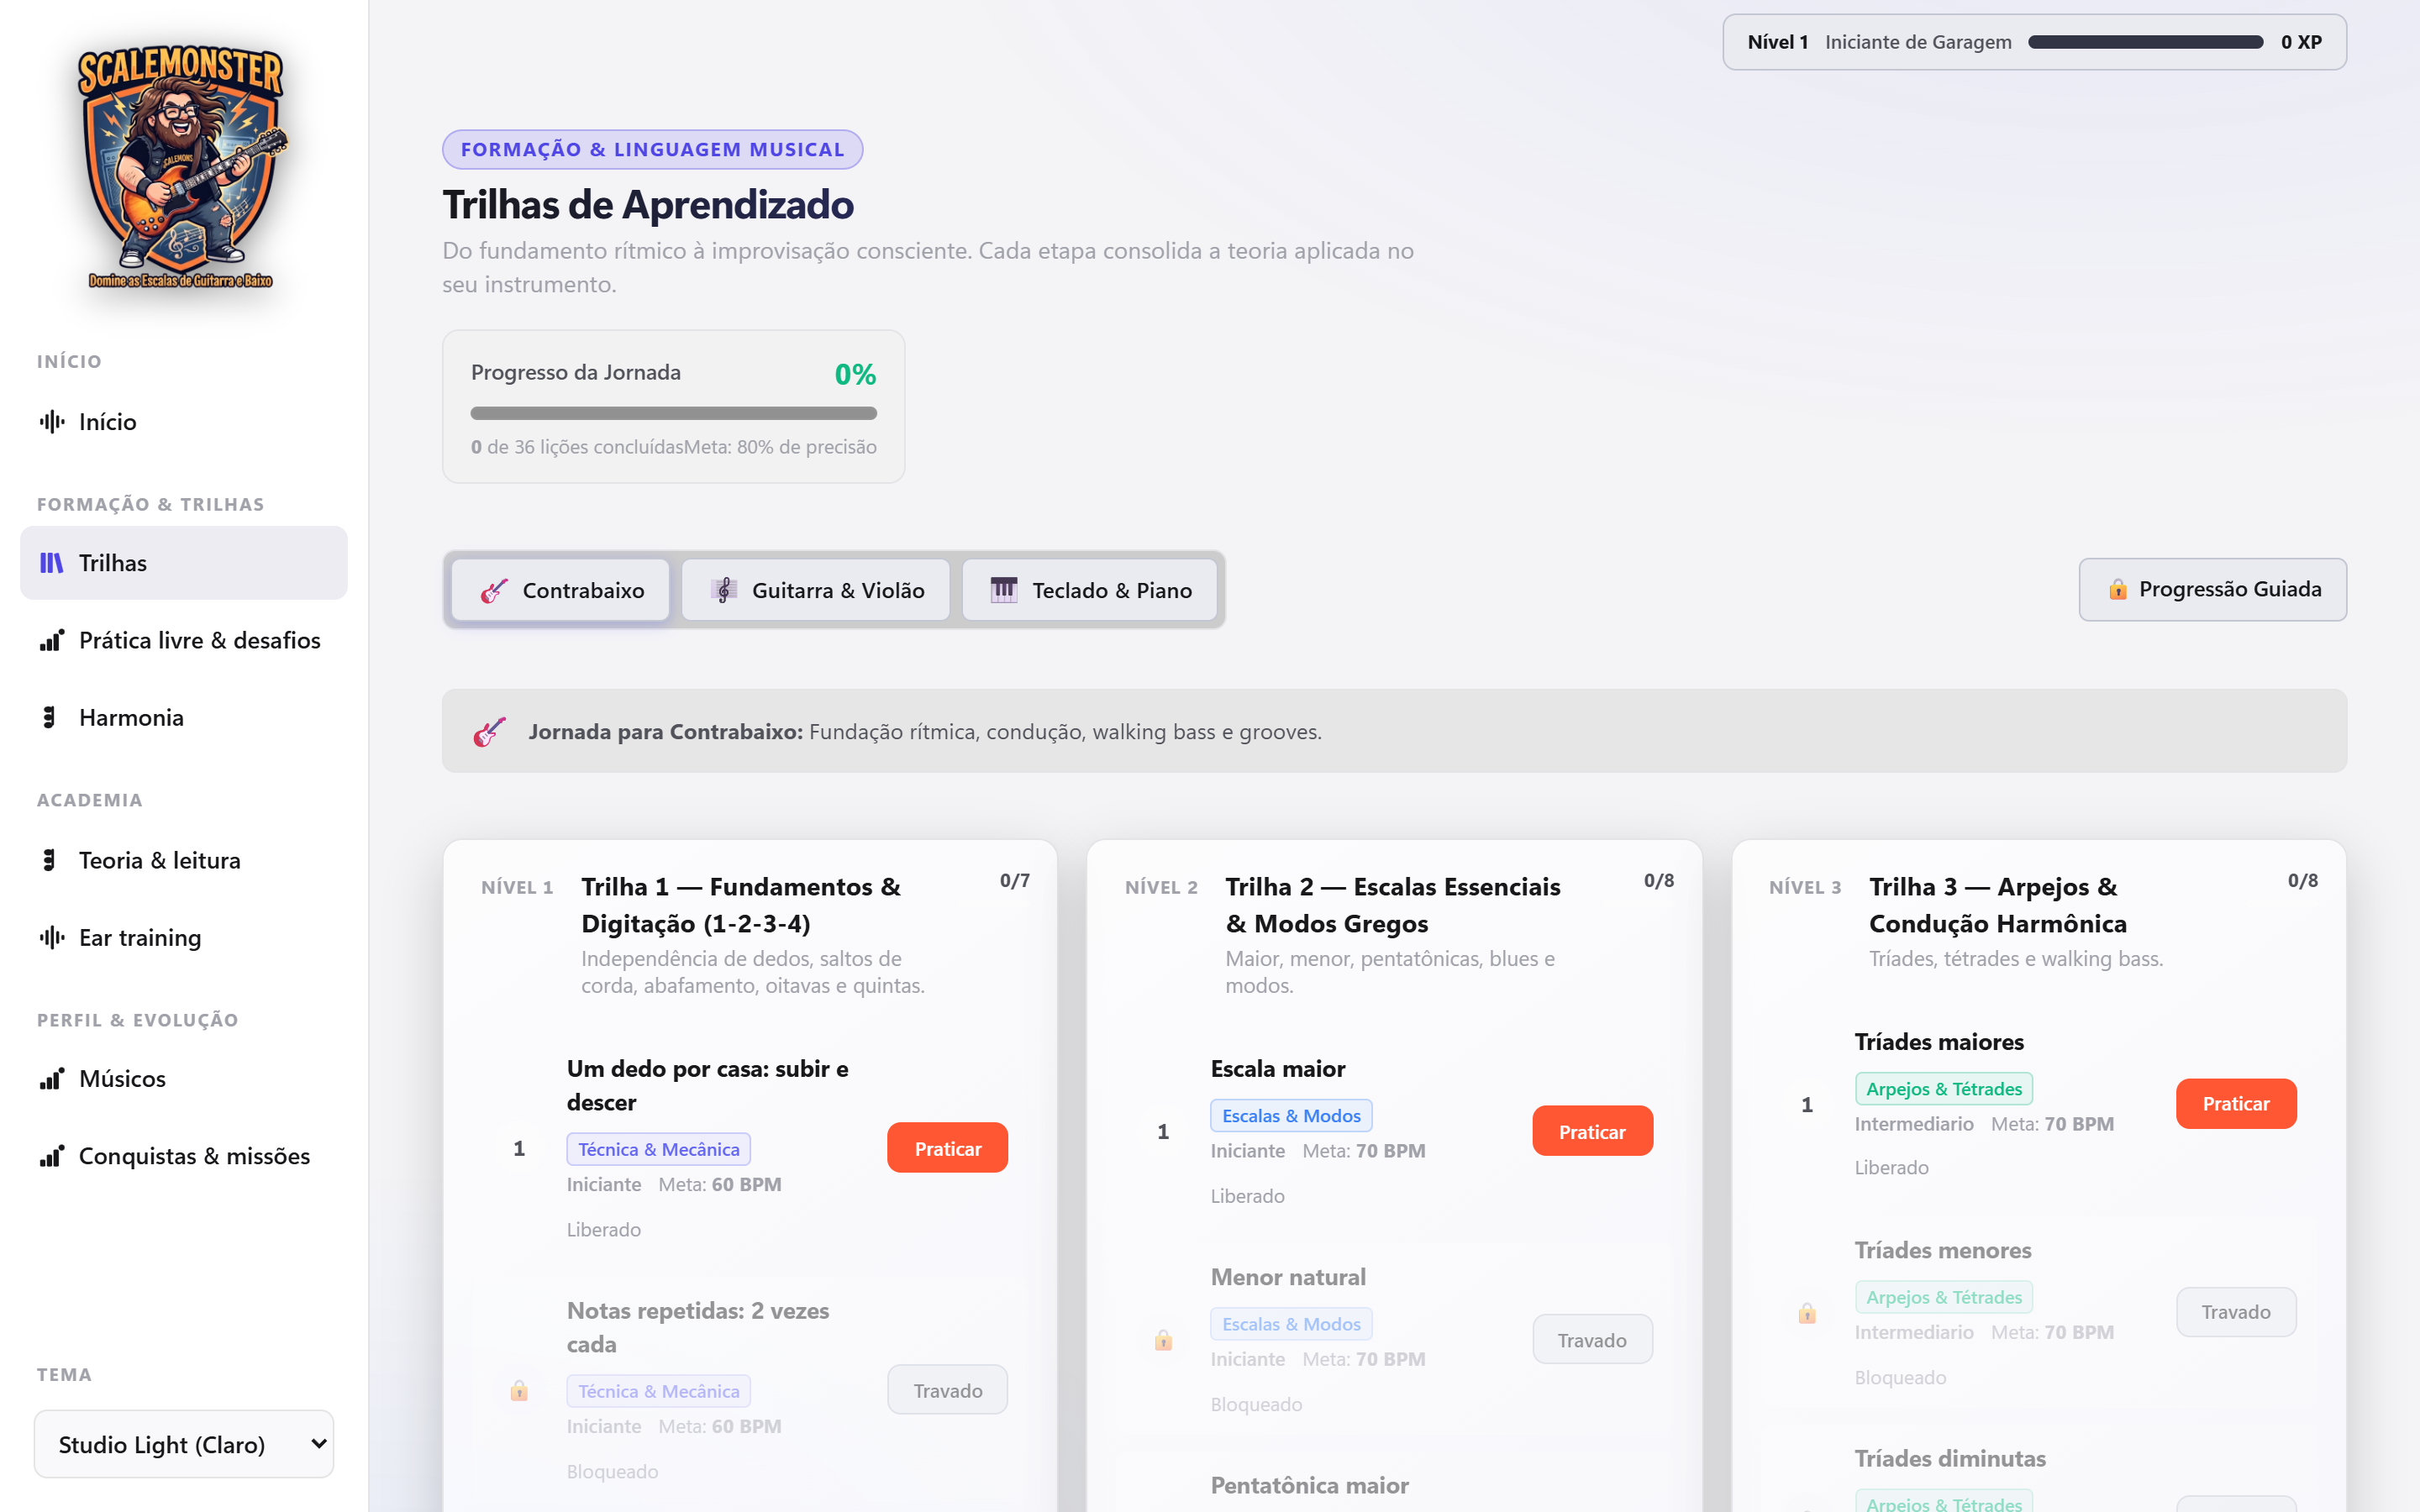 SCALEMONSTER
SCALEMONS
Domine as Escalas de Guitarra e Baixo
INÍCIO
Início
FORMAÇÃO & TRILHAS
Trilhas
Prática livre & desafios
Harmonia
ACADEMIA
Teoria & leitura
Ear training
PERFIL & EVOLUÇÃO
Músicos
Conquistas & missões
TEMA
Studio Light (Claro)
Nível 1 Iniciante de Garagem 0 XP
FORMAÇÃO & LINGUAGEM MUSICAL
Trilhas de Aprendizado
Do fundamento rítmico à improvisação consciente. Cada etapa consolida a teoria aplicada no
seu instrumento.
Progresso da Jornada 0%
0 de 36 lições concluídasMeta: 80% de precisão
Contrabaixo Guitarra & Violão Teclado & Piano
Progressão Guiada
Jornada para Contrabaixo: Fundação rítmica, condução, walking bass e grooves.
NÍVEL 1 Trilha 1 — Fundamentos & 0/7
Digitação (1-2-3-4)
Independência de dedos, saltos de
corda, abafamento, oitavas e quintas.
Um dedo por casa: subir e
descer
1 Técnica & Mecânica Praticar
Iniciante Meta: 60 BPM
Liberado
Notas repetidas: 2 vezes
cada
Técnica & Mecânica Travado
Iniciante Meta: 60 BPM
Bloqueado
NÍVEL 2 Trilha 2 — Escalas Essenciais 0/8
& Modos Gregos
Maior, menor, pentatônicas, blues e
modos.
Escala maior
1 Escalas & Modos Praticar
Iniciante Meta: 70 BPM
Liberado
Menor natural
Escalas & Modos Travado
Iniciante Meta: 70 BPM
Bloqueado
Pentatônica maior
NÍVEL 3 Trilha 3 — Arpejos & 0/8
Condução Harmônica
Tríades, tétrades e walking bass.
Tríades maiores
1 Arpejos & Tétrades Praticar
Intermediario Meta: 70 BPM
Liberado
Tríades menores
Arpejos & Tétrades Travado
Intermediario Meta: 70 BPM
Bloqueado
Tríades diminutas
Arpejos & Tétrades